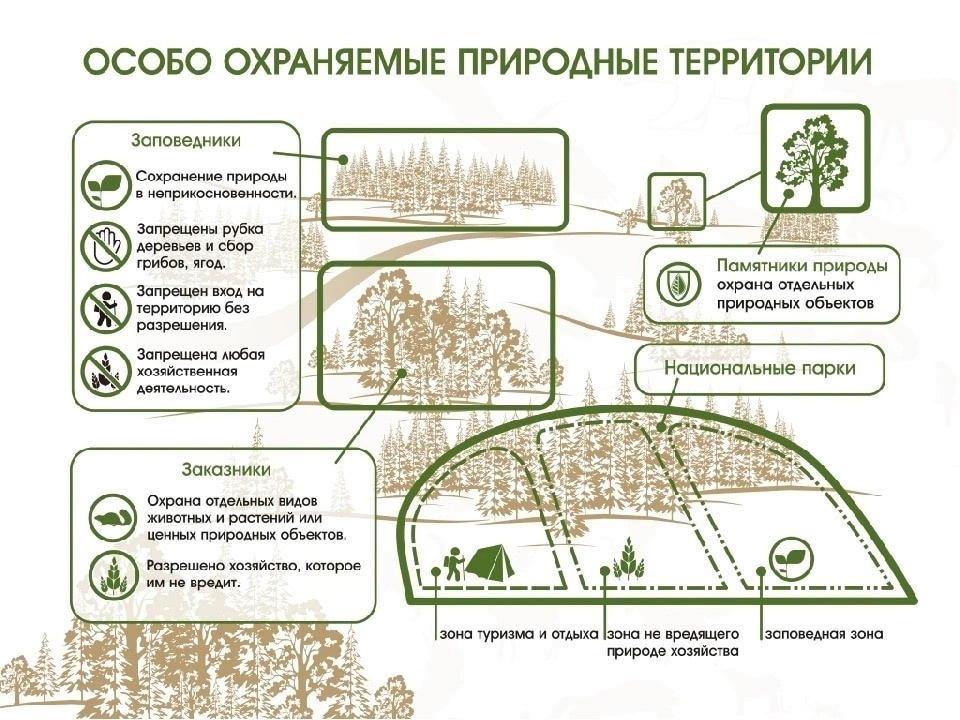 ОСОБО ОХРАНЯЕМЫЕ ПРИРОДНЫЕ ТЕРРИТОРИИ
Заповедники
Сохранение природы
в неприкосновенности.
Запрещены рубка
деревьев и сбор
грибов, ягод.
Запрещен вход на
территорию без
разрешения.
Запрещена любая
хозяйственная
деятельность.
Памятники природы
охрана отдельных
природных объектов
Национальные парки
Заказники
Охрана отдельных видов
животных и растений или
ценных природных объектов.
Разрешено хозяйство, которое
им не вредит.
зона туризма и отдыха
зона не вредящего
природе хозяйства
заповедная зона